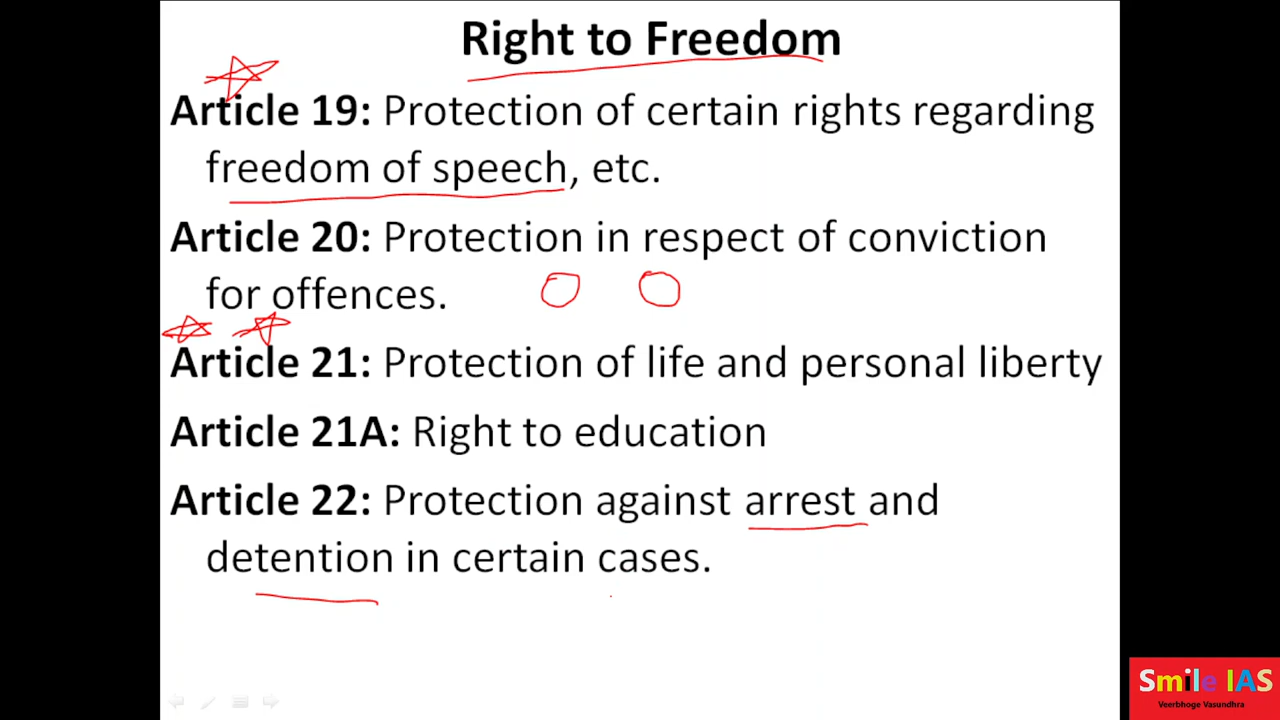 Right to Freedom
Article 19: Protection of certain rights regarding
freedom of speech, etc.
Article 20: Protection in respect of conviction
for offences.
Article 21: Protection of life and personal liberty
Article 21A: Right to education
Article 22: Protection against arrest and
detention in certain cases.
Smile IAS
Veerbhoge Vasundhra